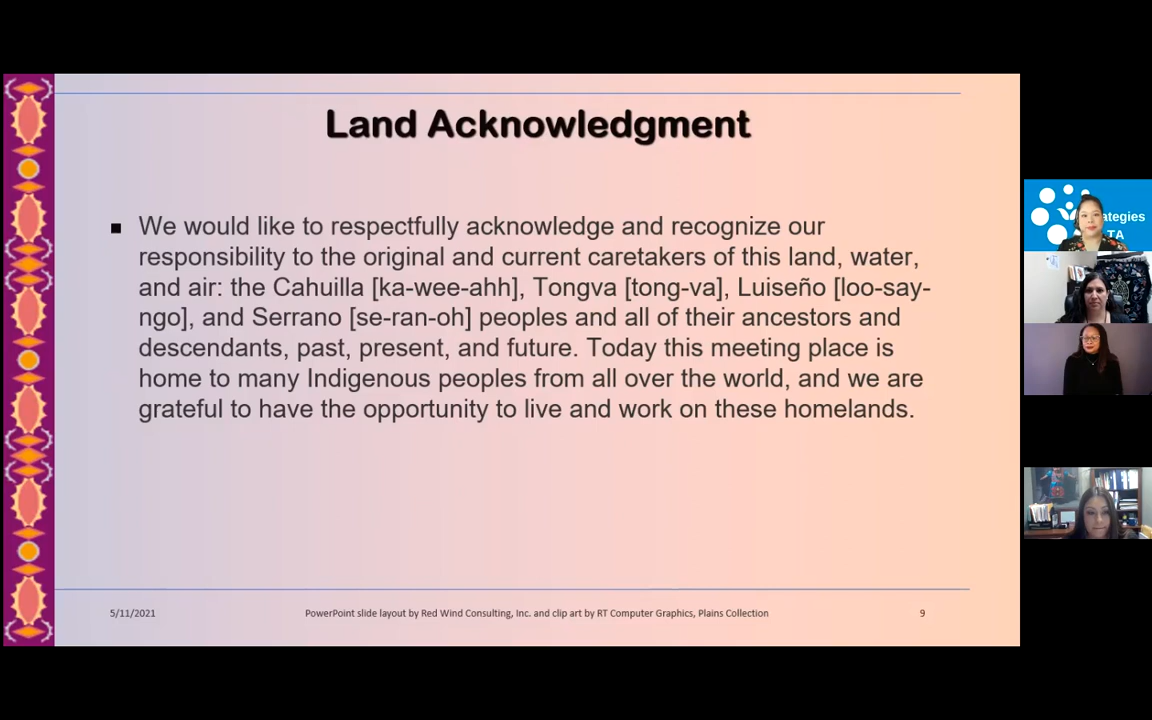 Land Acknowledgment
■ We would like to respectfully acknowledge and recognize our
responsibility to the original and current caretakers of this land, water,
and air: the Cahuilla [ka-wee-ahh], Tongva [tong-va], Luiseño [loo-say-
ngo], and Serrano [se-ran-oh] peoples and all of their ancestors and
descendants, past, present, and future. Today this meeting place is
home to many Indigenous peoples from all over the world, and we are
grateful to have the opportunity to live and work on these homelands.
5/11/2021
PowerPoint slide layout by Red Wind Consulting, Inc. and clip art by RT Computer Graphics, Plains Collection
9
ategies
TA